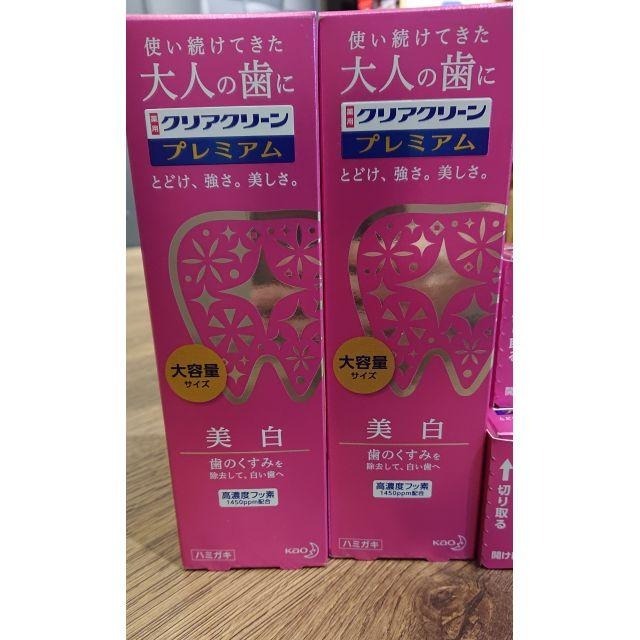 使い続けてきた
大人の歯に
薬用 クリアクリーン
プレミアム
とどけ、強さ。美しさ。
大容量
サイズ
美白
歯のくすみを
除去して、白い歯へ
高濃度フッ素
1450ppm配合
ハミガキ
Kao
使い続けてきた
大人の歯に
薬用 クリアクリーン
プレミアム
とどけ、強さ。美しさ。
大容量
サイズ
美白
歯のくすみを
除去して、白い歯へ
高濃度フッ素
1450ppm配合
ハミガキ
Kao
取る
開け
切り取る
開け